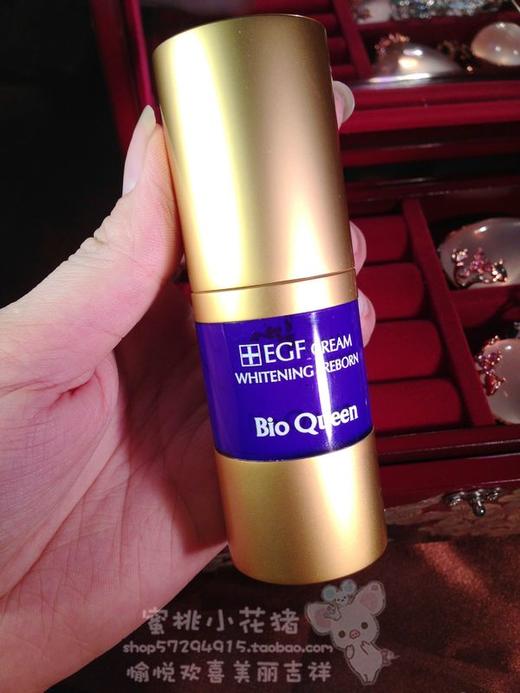 EGF CREAM
WHITENING REBORN
Bio Queen
蜜桃小花猪
shop57294915.taobao.com
愉悦欢喜美丽吉祥